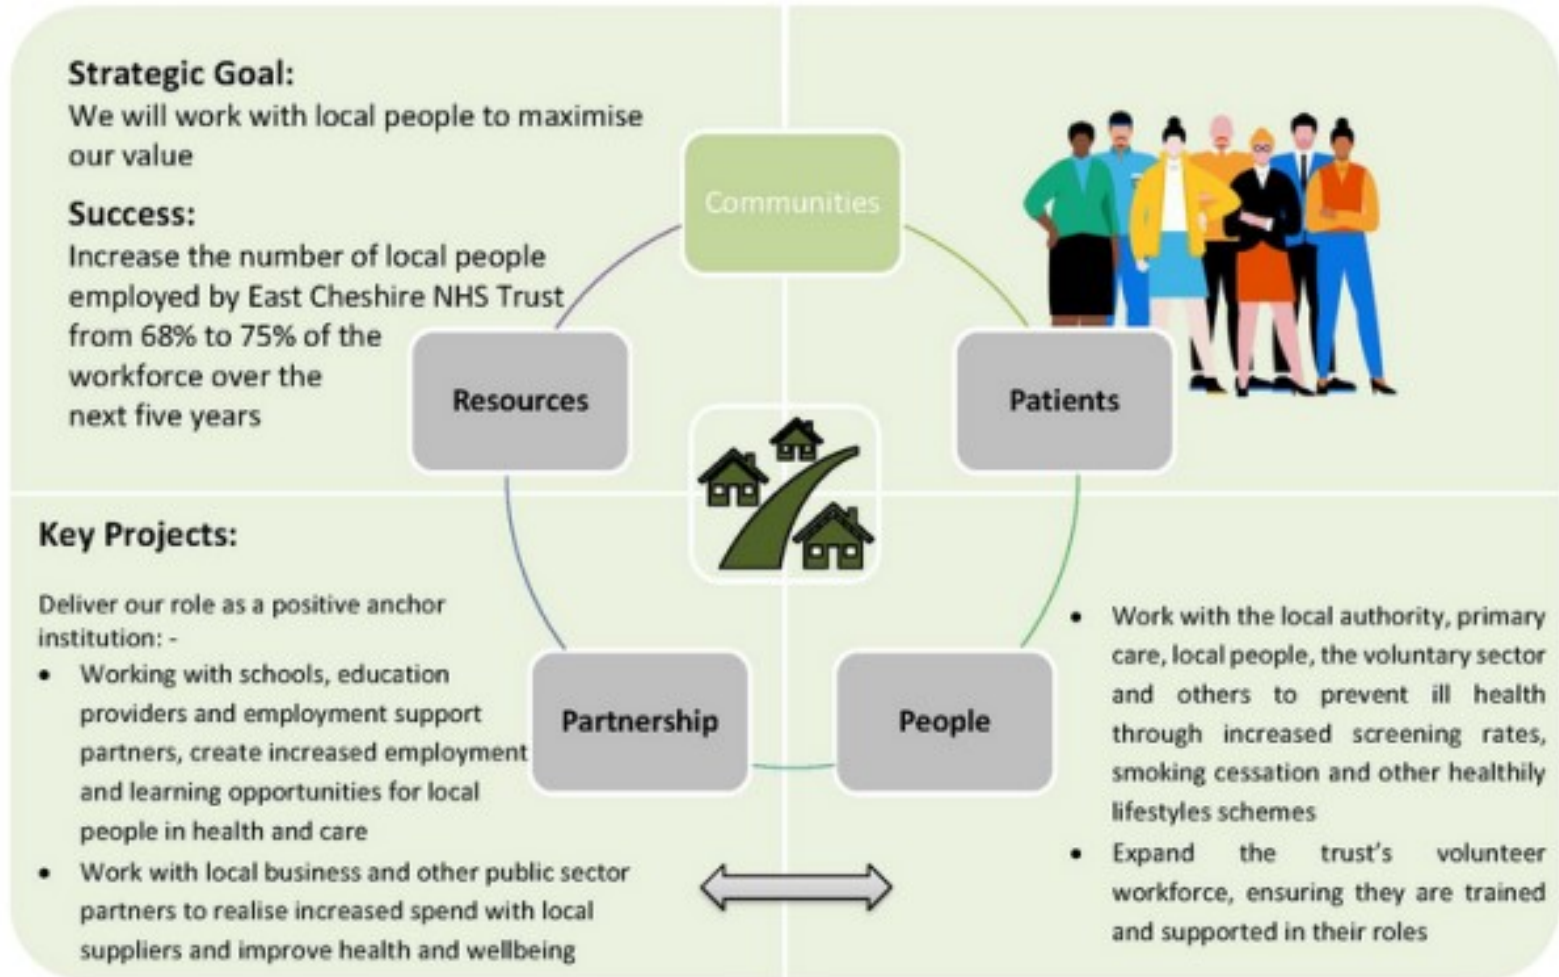 Strategic Goal:
We will work with local people to maximise
our value
Success:
Increase the number of local people
employed by East Cheshire NHS Trust
from 68% to 75% of the
workforce over the
next five years
Communities
Resources
Patients
Partnership
People
Key Projects:
Deliver our role as a positive anchor
institution: -
• Working with schools, education
providers and employment support
partners, create increased employment
and learning opportunities for local
people in health and care
• Work with local business and other public sector
partners to realise increased spend with local
suppliers and improve health and wellbeing
• Work with the local authority, primary
care, local people, the voluntary sector
and others to prevent ill health
through increased screening rates,
smoking cessation and other healthily
lifestyles schemes
• Expand the trust's volunteer
workforce, ensuring they are trained
and supported in their roles